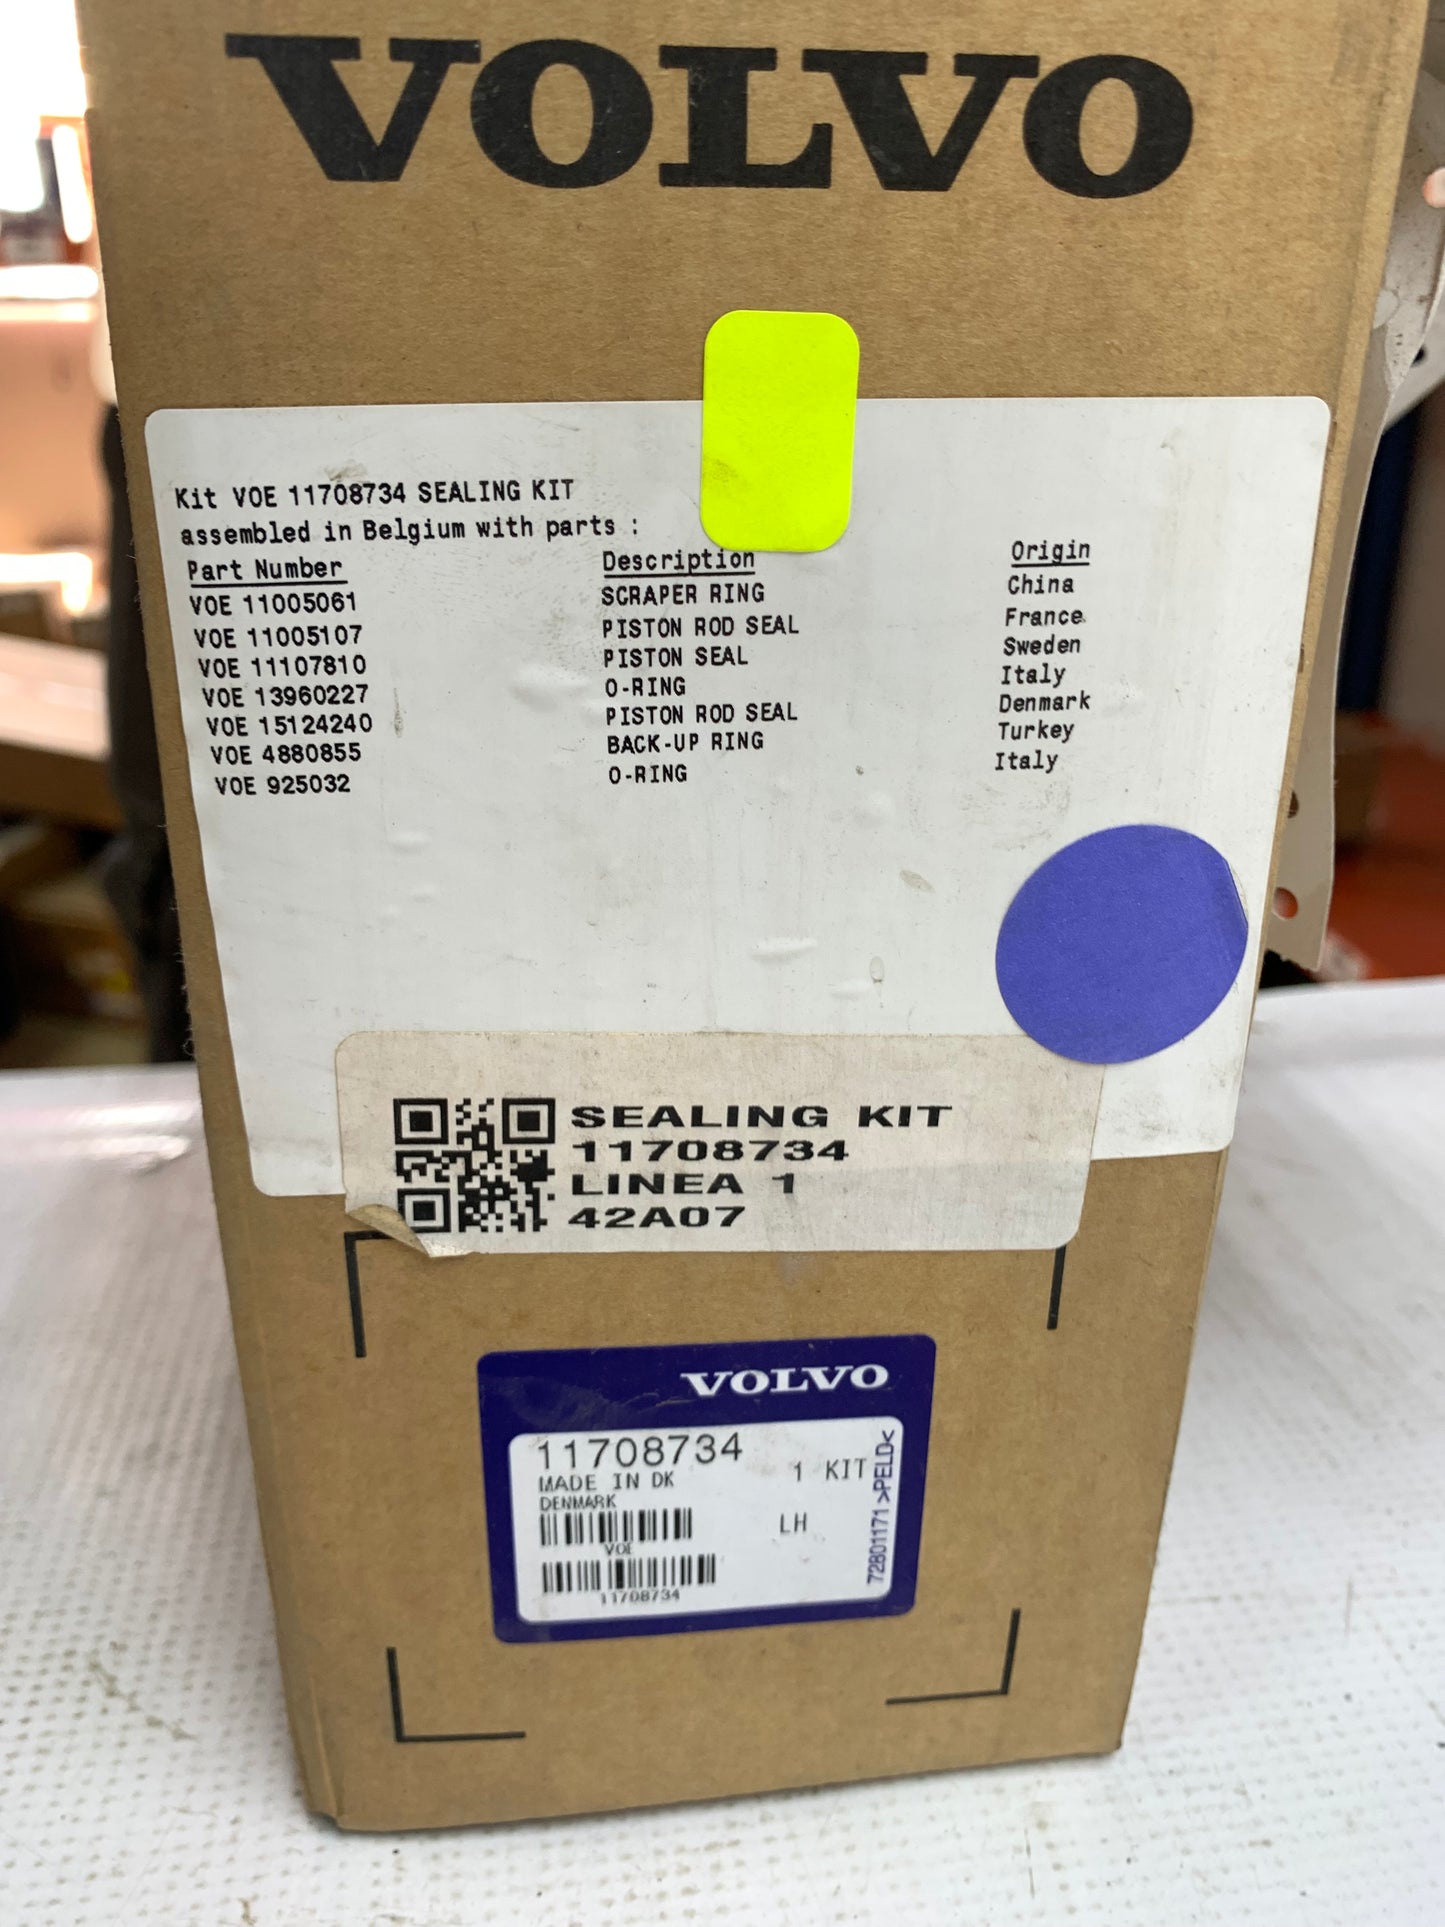 VOLVO
Kit VOE 11708734 SEALING KIT
assembled in Belgium with parts :
Part Number Description Origin
VOE 11005061 SCRAPER RING China
VOE 11005107 PISTON ROD SEAL France
VOE 11107810 PISTON SEAL Sweden
VOE 13960227 O-RING Italy
VOE 15124240 PISTON ROD SEAL Denmark
VOE 4880855 BACK-UP RING Turkey
VOE 925032 O-RING Italy
SEALING KIT
11708734
LINEA 1
42A07
VOLVO
11708734
1 KIT
MADE IN DK
DENMARK
LH
VOE
11708734
72801171 >PELD<